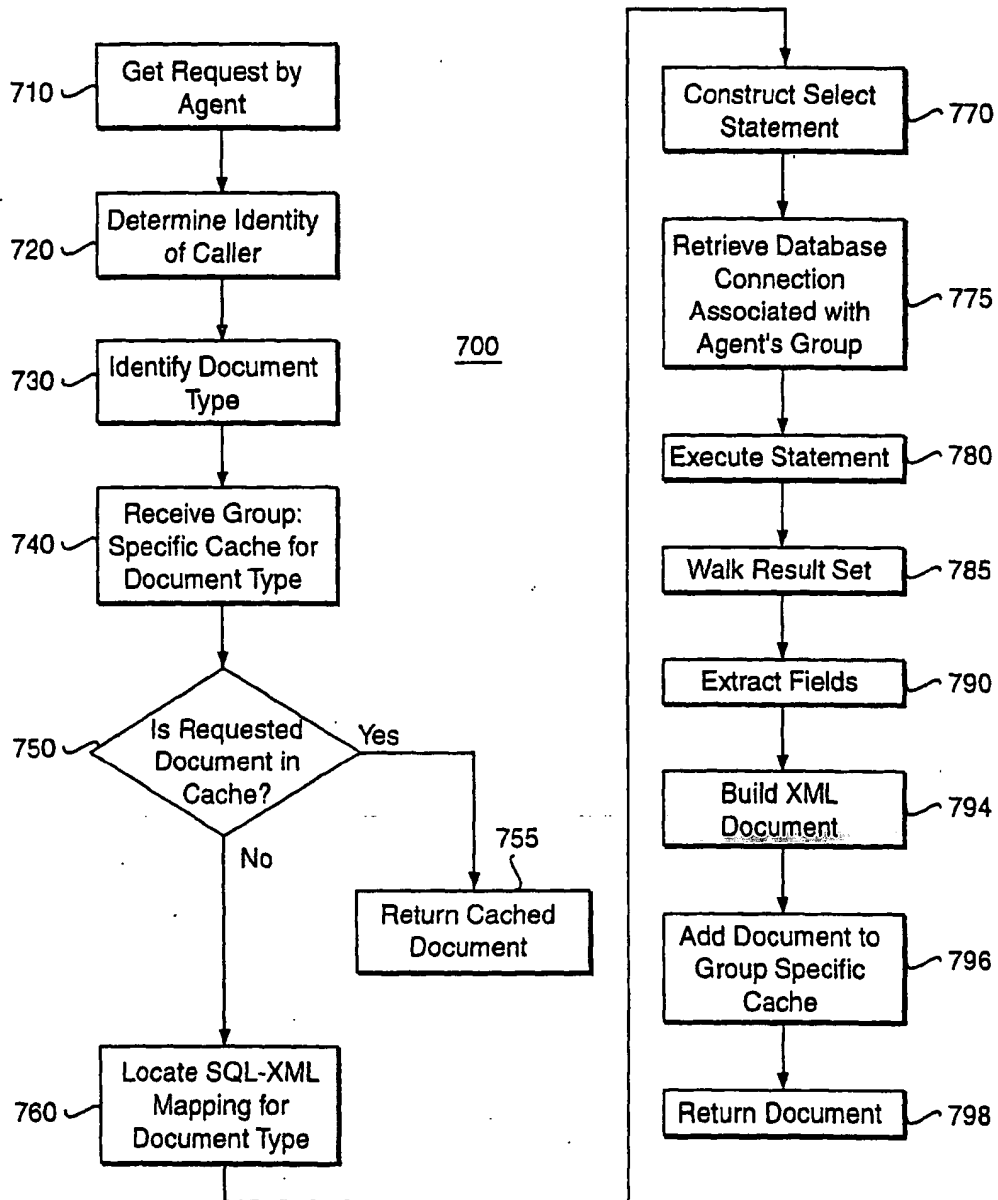 710
Get Request by
Agent
720
Determine Identity
of Caller
730
Identify Document
Type
700
740
Receive Group:
Specific Cache for
Document Type
750
Is Requested
Document in
Cache?
Yes
No
755
Return Cached
Document
760
Locate SQL-XML
Mapping for
Document Type
Construct Select
Statement
770
Retrieve Database
Connection
Associated with
Agent's Group
775
Execute Statement
780
Walk Result Set
785
Extract Fields
790
Build XML
Document
794
Add Document to
Group Specific
Cache
796
Return Document
798